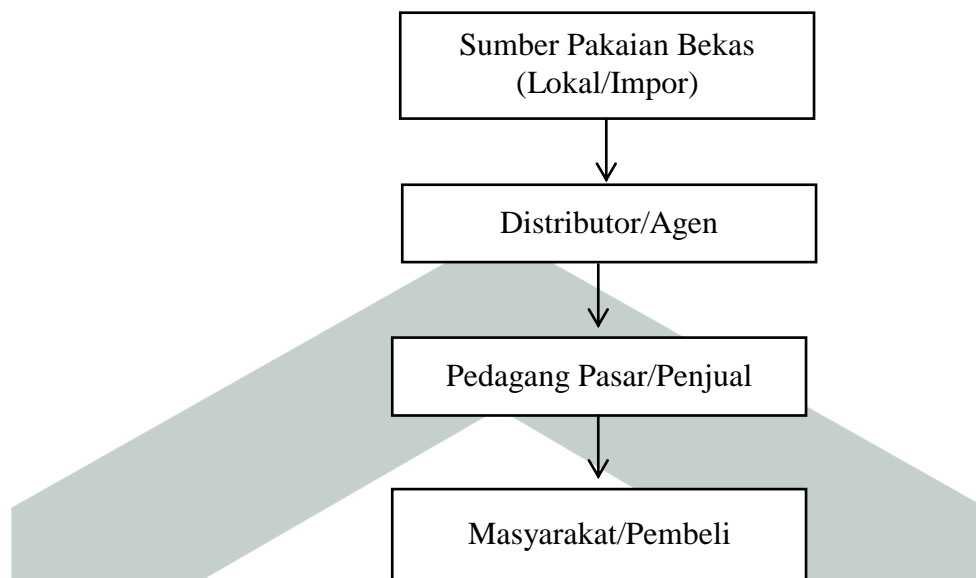 Sumber Pakaian Bekas
(Lokal/Impor)
Distributor/Agen
Pedagang Pasar/Penjual
Masyarakat/Pembeli